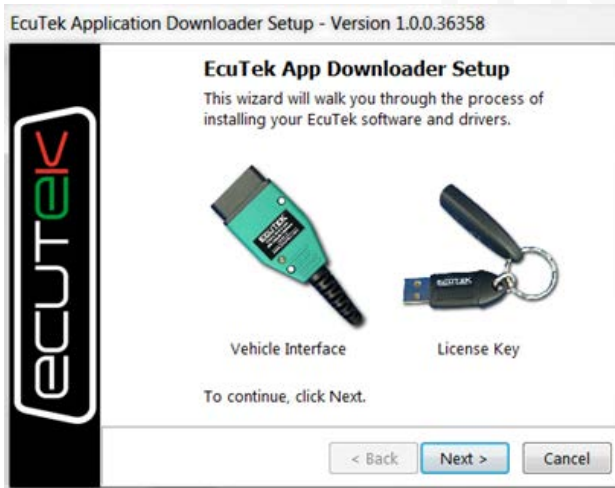 EcuTek Application Downloader Setup - Version 1.0.0.36358
ecuTek
EcuTek App Downloader Setup
This wizard will walk you through the process of
installing your EcuTek software and drivers.
ECUTEK
ECUTEK
Vehicle Interface
License Key
To continue, click Next.
< Back
Next >
Cancel